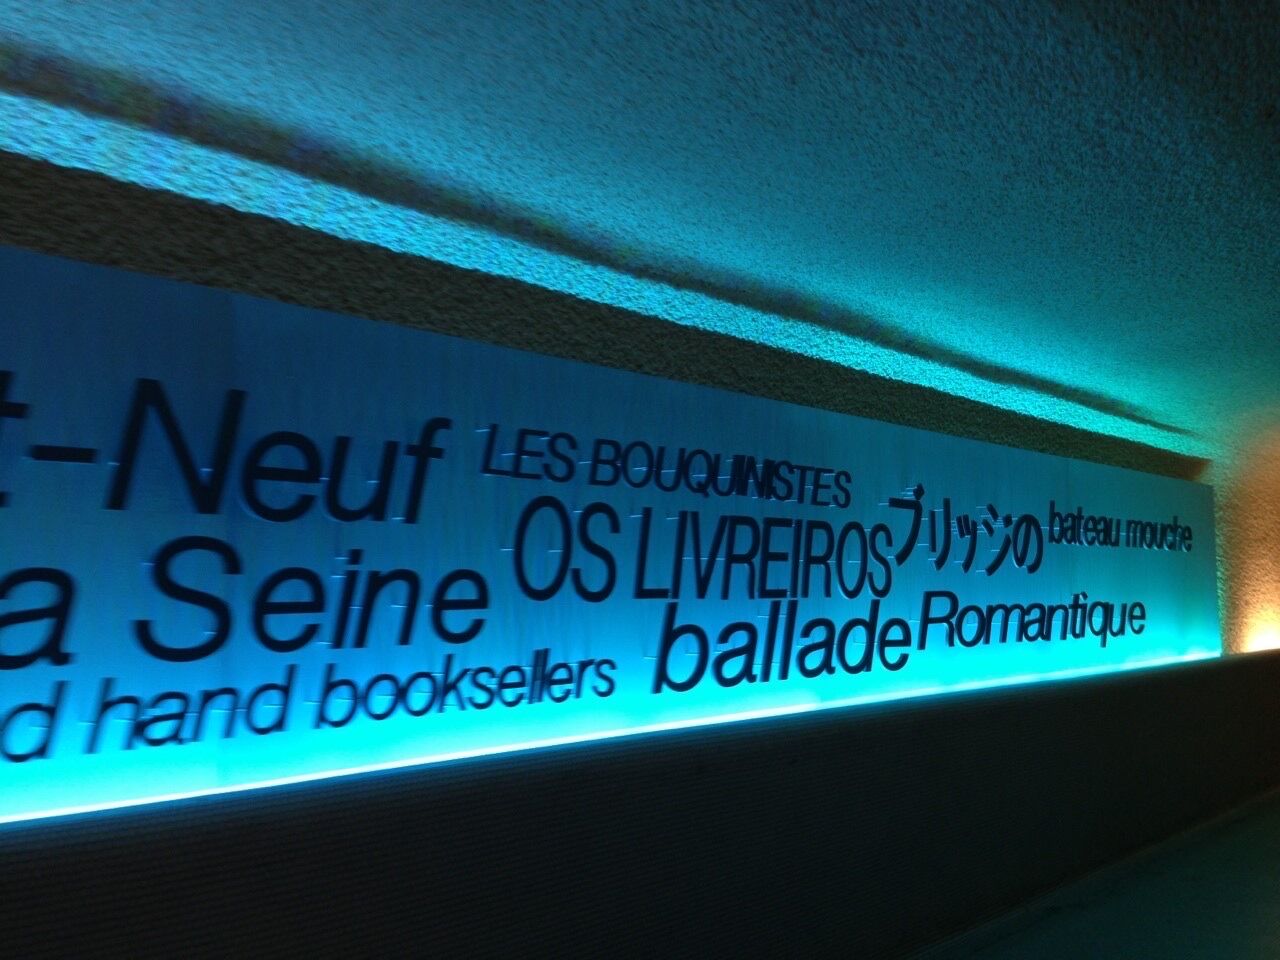 t-Neuf
LES BOUQUINISTES
a Seine
OS LIVREIROS
ブリッジの
bateau mouche
d hand booksellers
ballade
Romantique